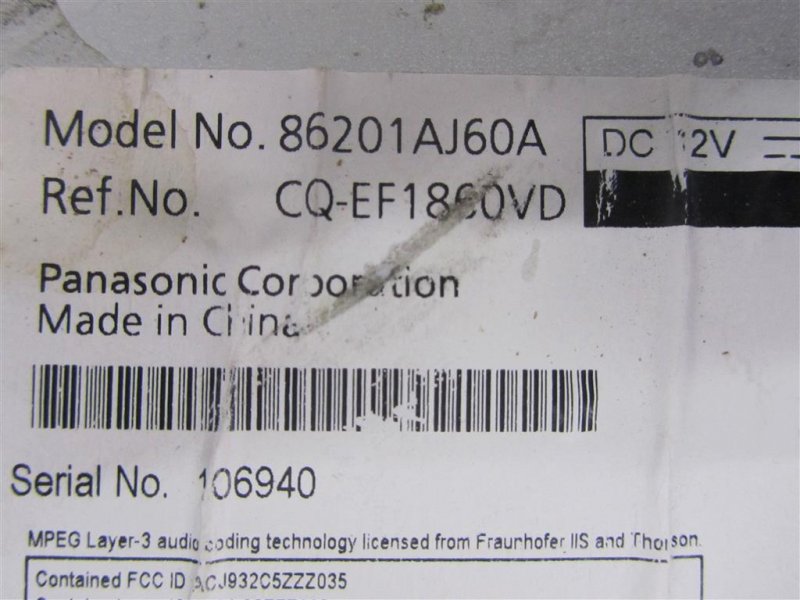 Model No. 86201AJ60A
DC 12V
Ref.No. CQ-EF1860VD
Panasonic Corporation
Made in China
Serial No. 106940
MPEG Layer-3 audio coding technology licensed from Fraunhofer IIS and Thomson.
Contained FCC ID ACJ932C5ZZZ035